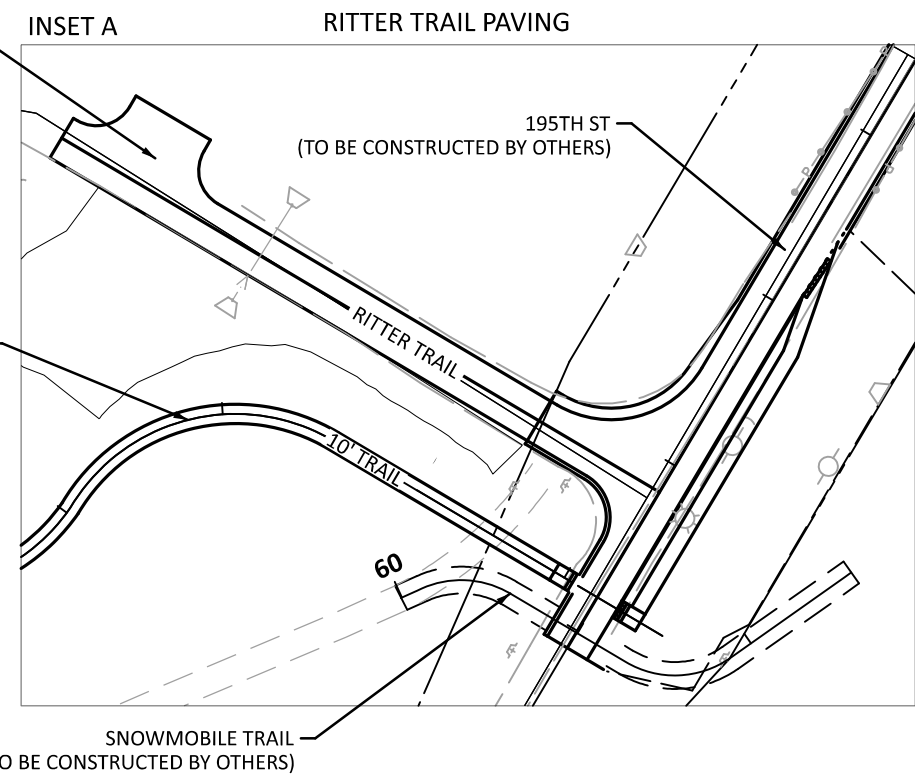 INSET A
RITTER TRAIL PAVING
195TH ST
(TO BE CONSTRUCTED BY OTHERS)
RITTER TRAIL
10' TRAIL
60
SNOWMOBILE TRAIL
O BE CONSTRUCTED BY OTHERS)